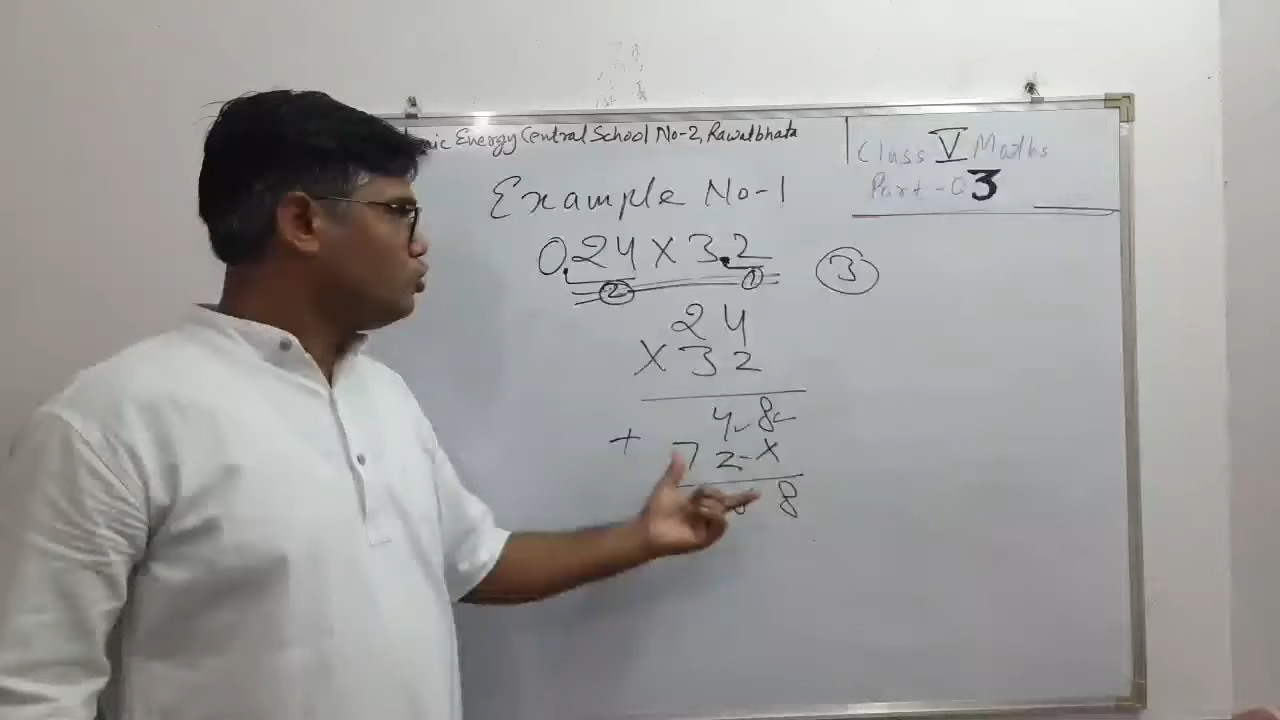 Energy Central School No-2, Rawatbhata
Class V Maths
Part-03
Example No-1
0.24 X 3.2
2 1
3
24
X 32
48
+ 72 X
8